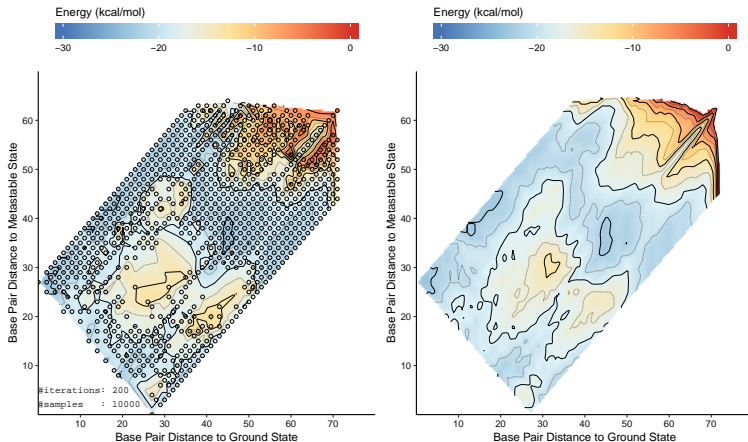 Energy (kcal/mol)
−30 −20 −10 0
Base Pair Distance to Metastable State
60
50
40
30
20
10
#iterations: 200
#samples : 10000
10 20 30 40 50 60 70
Base Pair Distance to Ground State
Energy (kcal/mol)
−30 −20 −10 0
Base Pair Distance to Metastable State
60
50
40
30
20
10
10 20 30 40 50 60 70
Base Pair Distance to Ground State